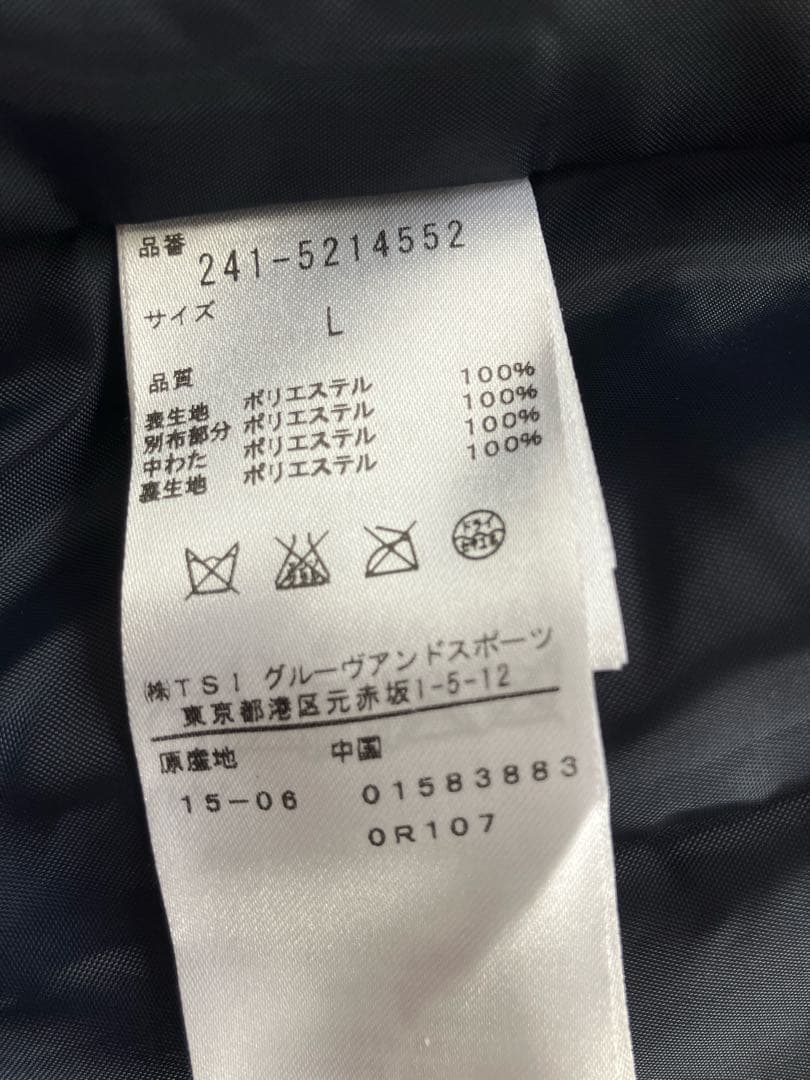 品番 241-5214552
サイズ L
品質
表生地 ポリエステル 100%
別布部分 ポリエステル 100%
中わた ポリエステル 100%
裏生地 ポリエステル 100%
ドライ
㈱TSI グルーヴアンドスポーツ
東京都港区元赤坂1-5-12
原産地 中国
15-06 01583883
0R107